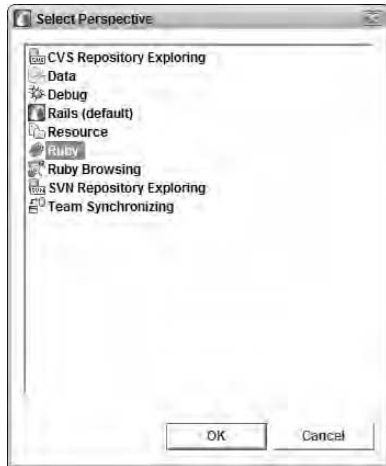 Select Perspective
CVS Repository Exploring
Data
Debug
Rails (default)
Resource
Ruby
Ruby Browsing
SVN Repository Exploring
Team Synchronizing
OK
Cancel